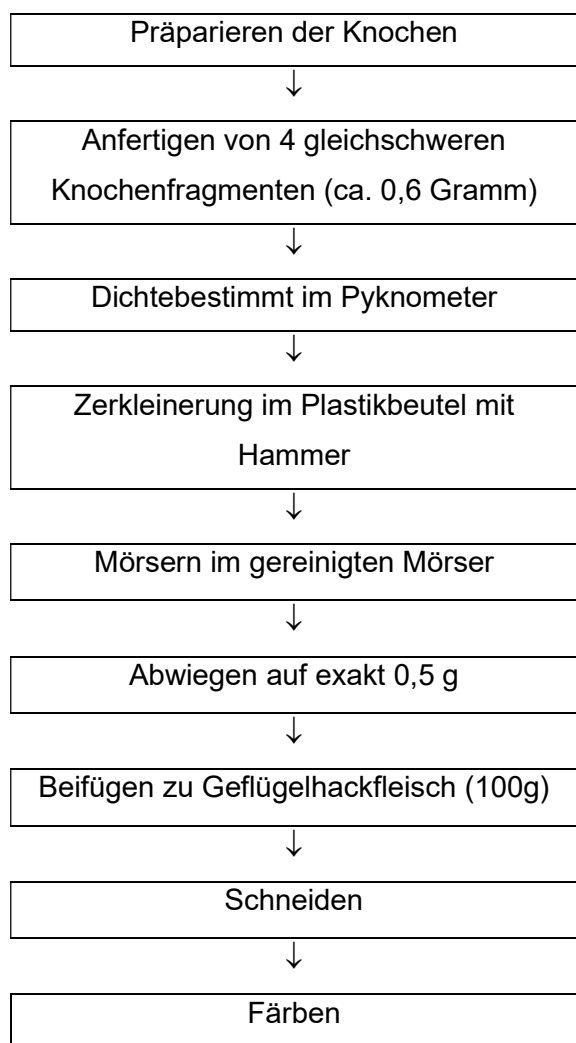 Präparieren der Knochen
↓
Anfertigen von 4 gleichschweren
Knochenfragmenten (ca. 0,6 Gramm)
↓
Dichtebestimmt im Pyknometer
↓
Zerkleinerung im Plastikbeutel mit
Hammer
↓
Mörsern im gereinigten Mörser
↓
Abwiegen auf exakt 0,5 g
↓
Beifügen zu Geflügelhackfleisch (100g)
↓
Schneiden
↓
Färben